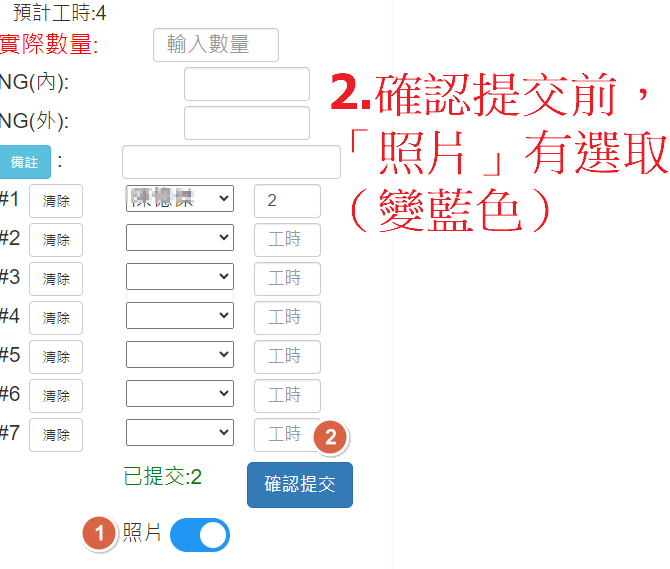 預計工時:4
實際數量: 輸入數量
NG(內):
NG(外):
備註 :
#1 清除 2
#2 清除 工時
#3 清除 工時
#4 清除 工時
#5 清除 工時
#6 清除 工時
#7 清除 工時
2
已提交:2 確認提交
1 照片
2.確認提交前，
「照片」有選取
（變藍色）